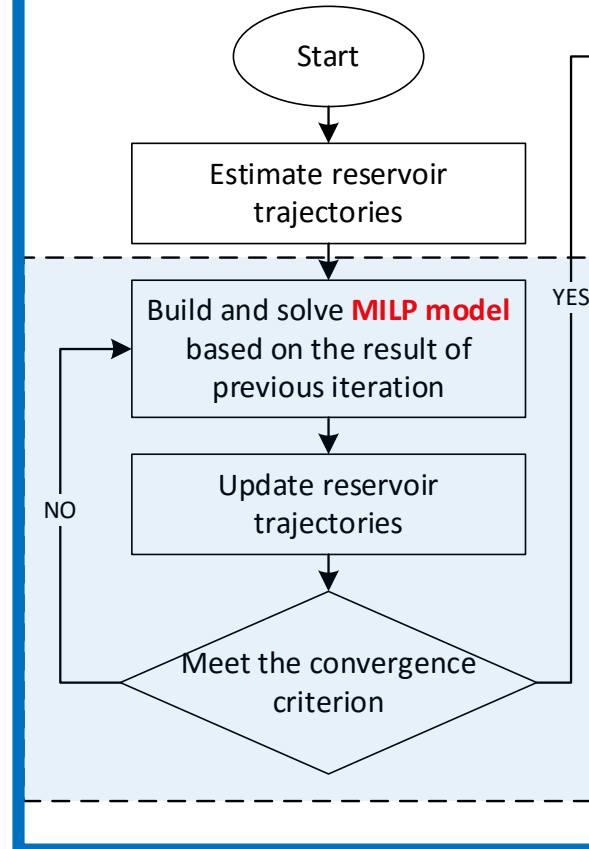 Start
Estimate reservoir
trajectories
Build and solve MILP model
based on the result of
previous iteration
YES
Update reservoir
trajectories
NO
Meet the convergence
criterion